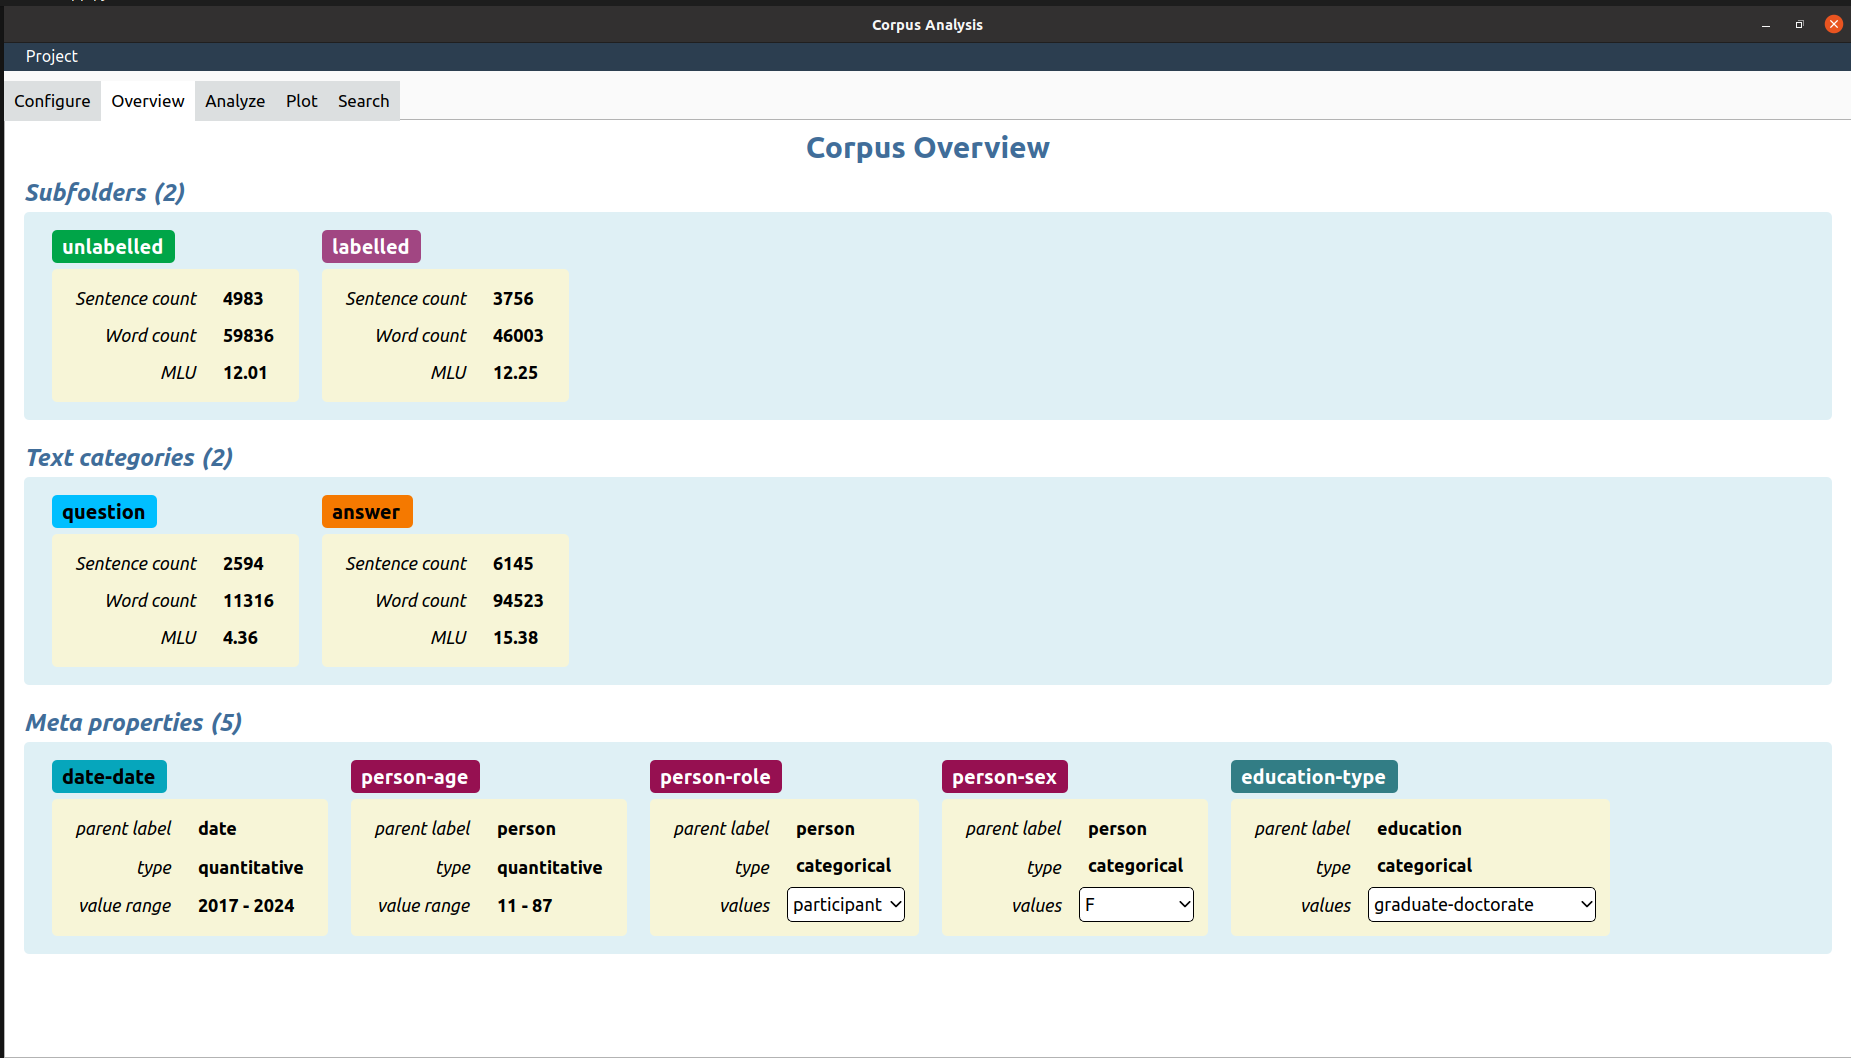 Corpus Analysis
Project
Configure Overview Analyze Plot Search
Corpus Overview
Subfolders (2)
unlabelled labelled
Sentence count 4983 Sentence count 3756
Word count 59836 Word count 46003
MLU 12.01 MLU 12.25
Text categories (2)
question answer
Sentence count 2594 Sentence count 6145
Word count 11316 Word count 94523
MLU 4.36 MLU 15.38
Meta properties (5)
date-date person-age person-role person-sex education-type
parent label date parent label person parent label person parent label person parent label education
type quantitative type quantitative type categorical type categorical type categorical
value range 2017 - 2024 value range 11 - 87 values participant values F values graduate-doctorate